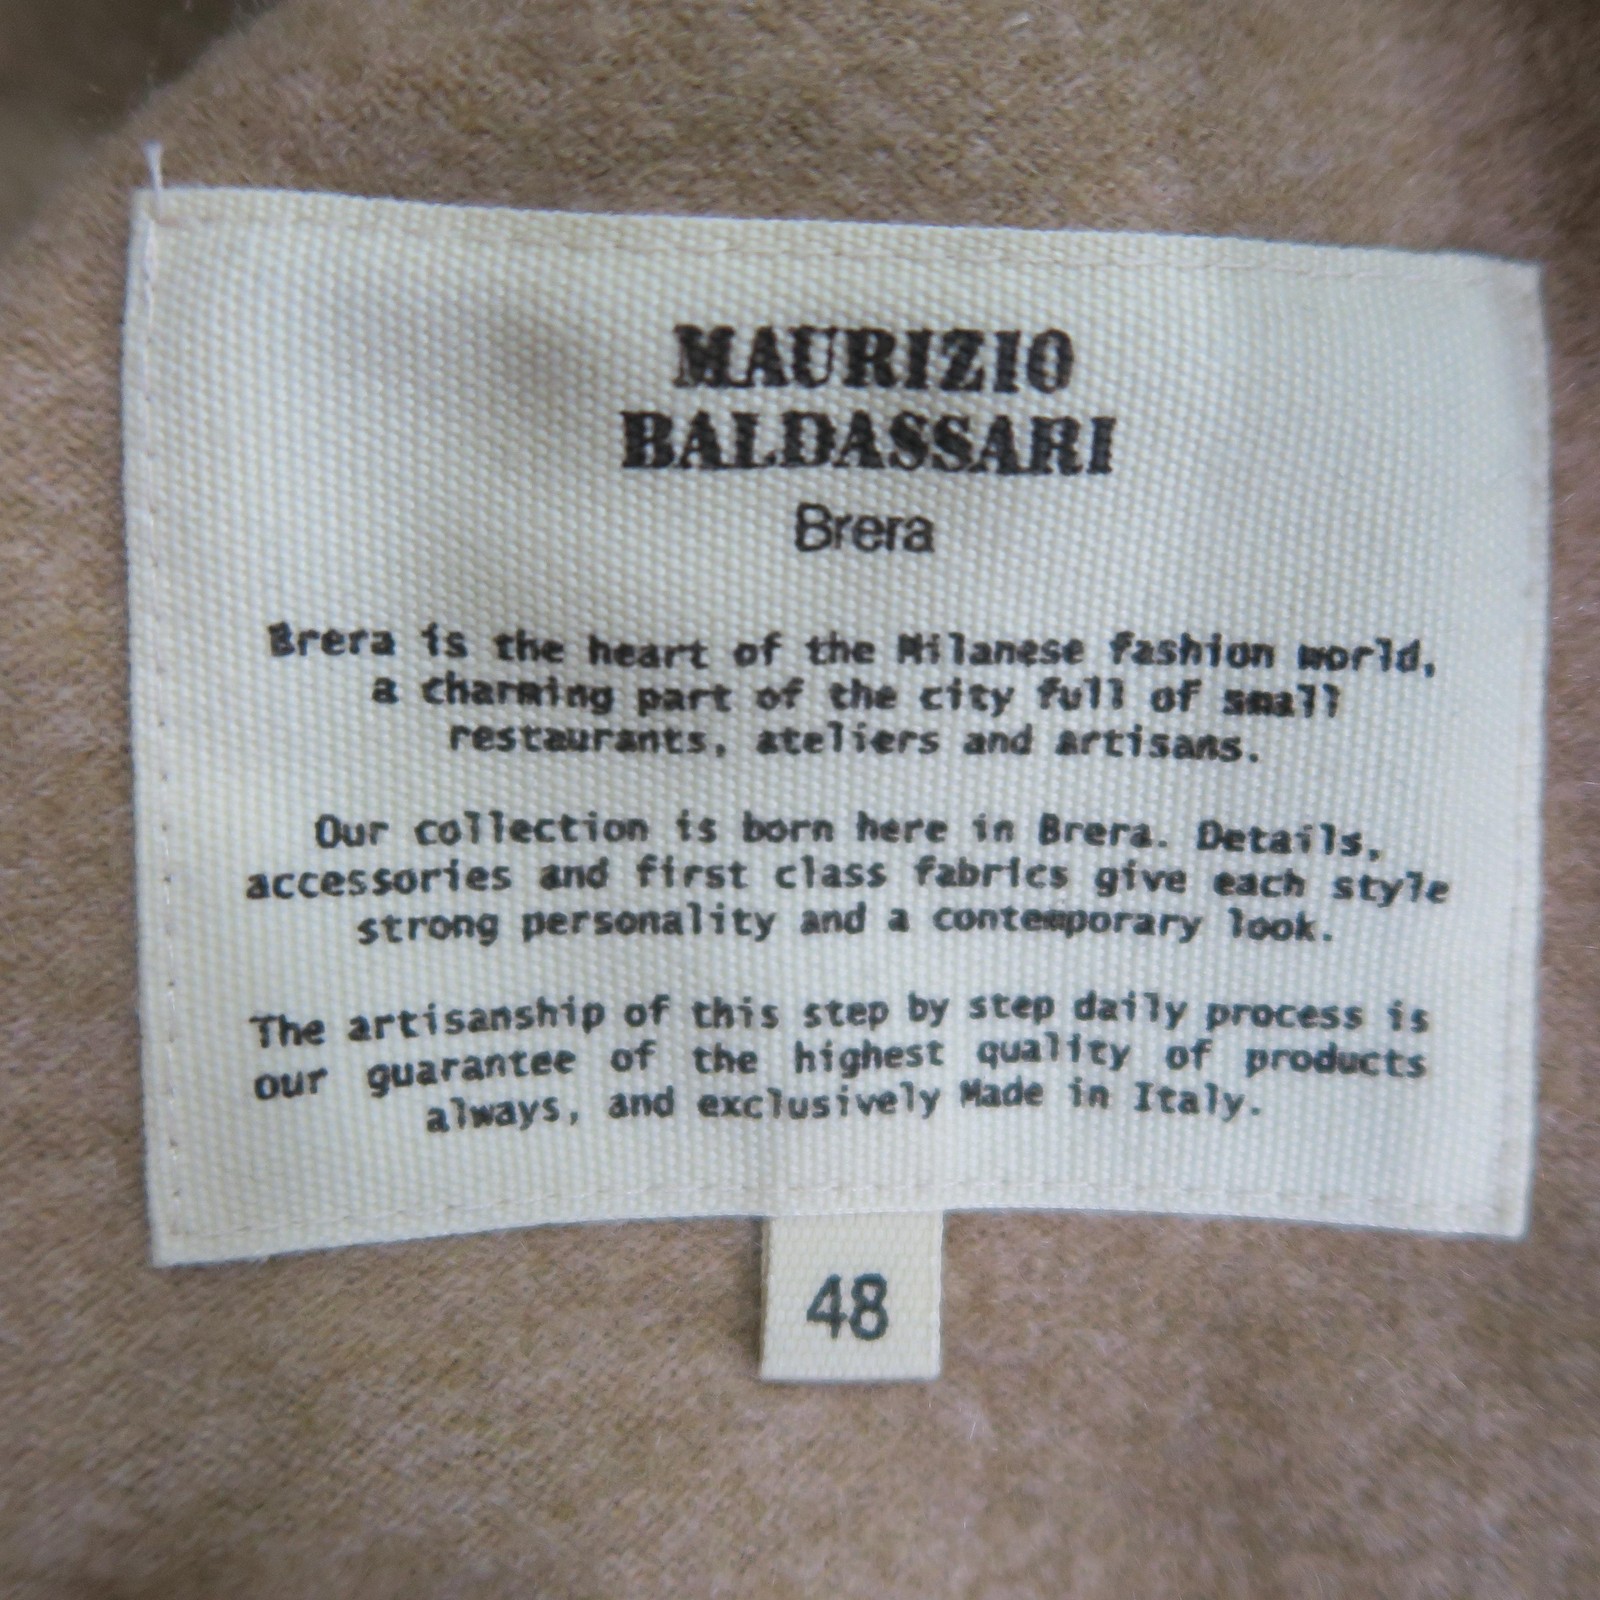 MAURIZIO
BALDASSARI
Brera
Brera is the heart of the Milanese fashion world,
a charming part of the city full of small
restaurants, ateliers and artisans.
Our collection is born here in Brera. Details,
accessories and first class fabrics give each style
strong personality and a contemporary look.
The artisanship of this step by step daily process is
our guarantee of the highest quality of products
always, and exclusively Made in Italy.
48